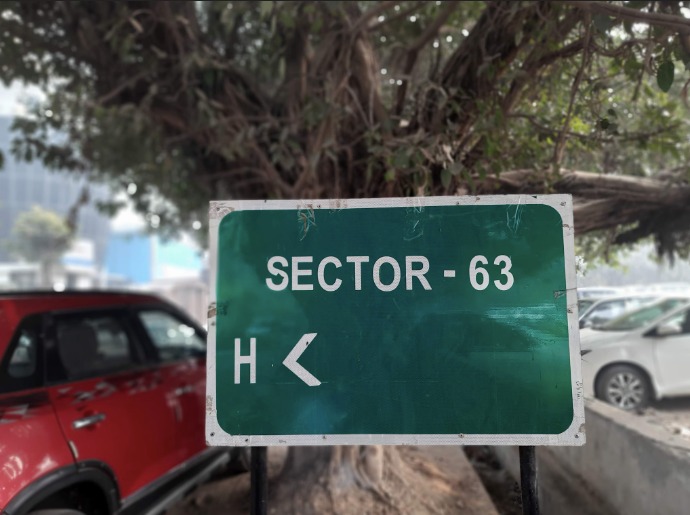 SECTOR - 63
H <